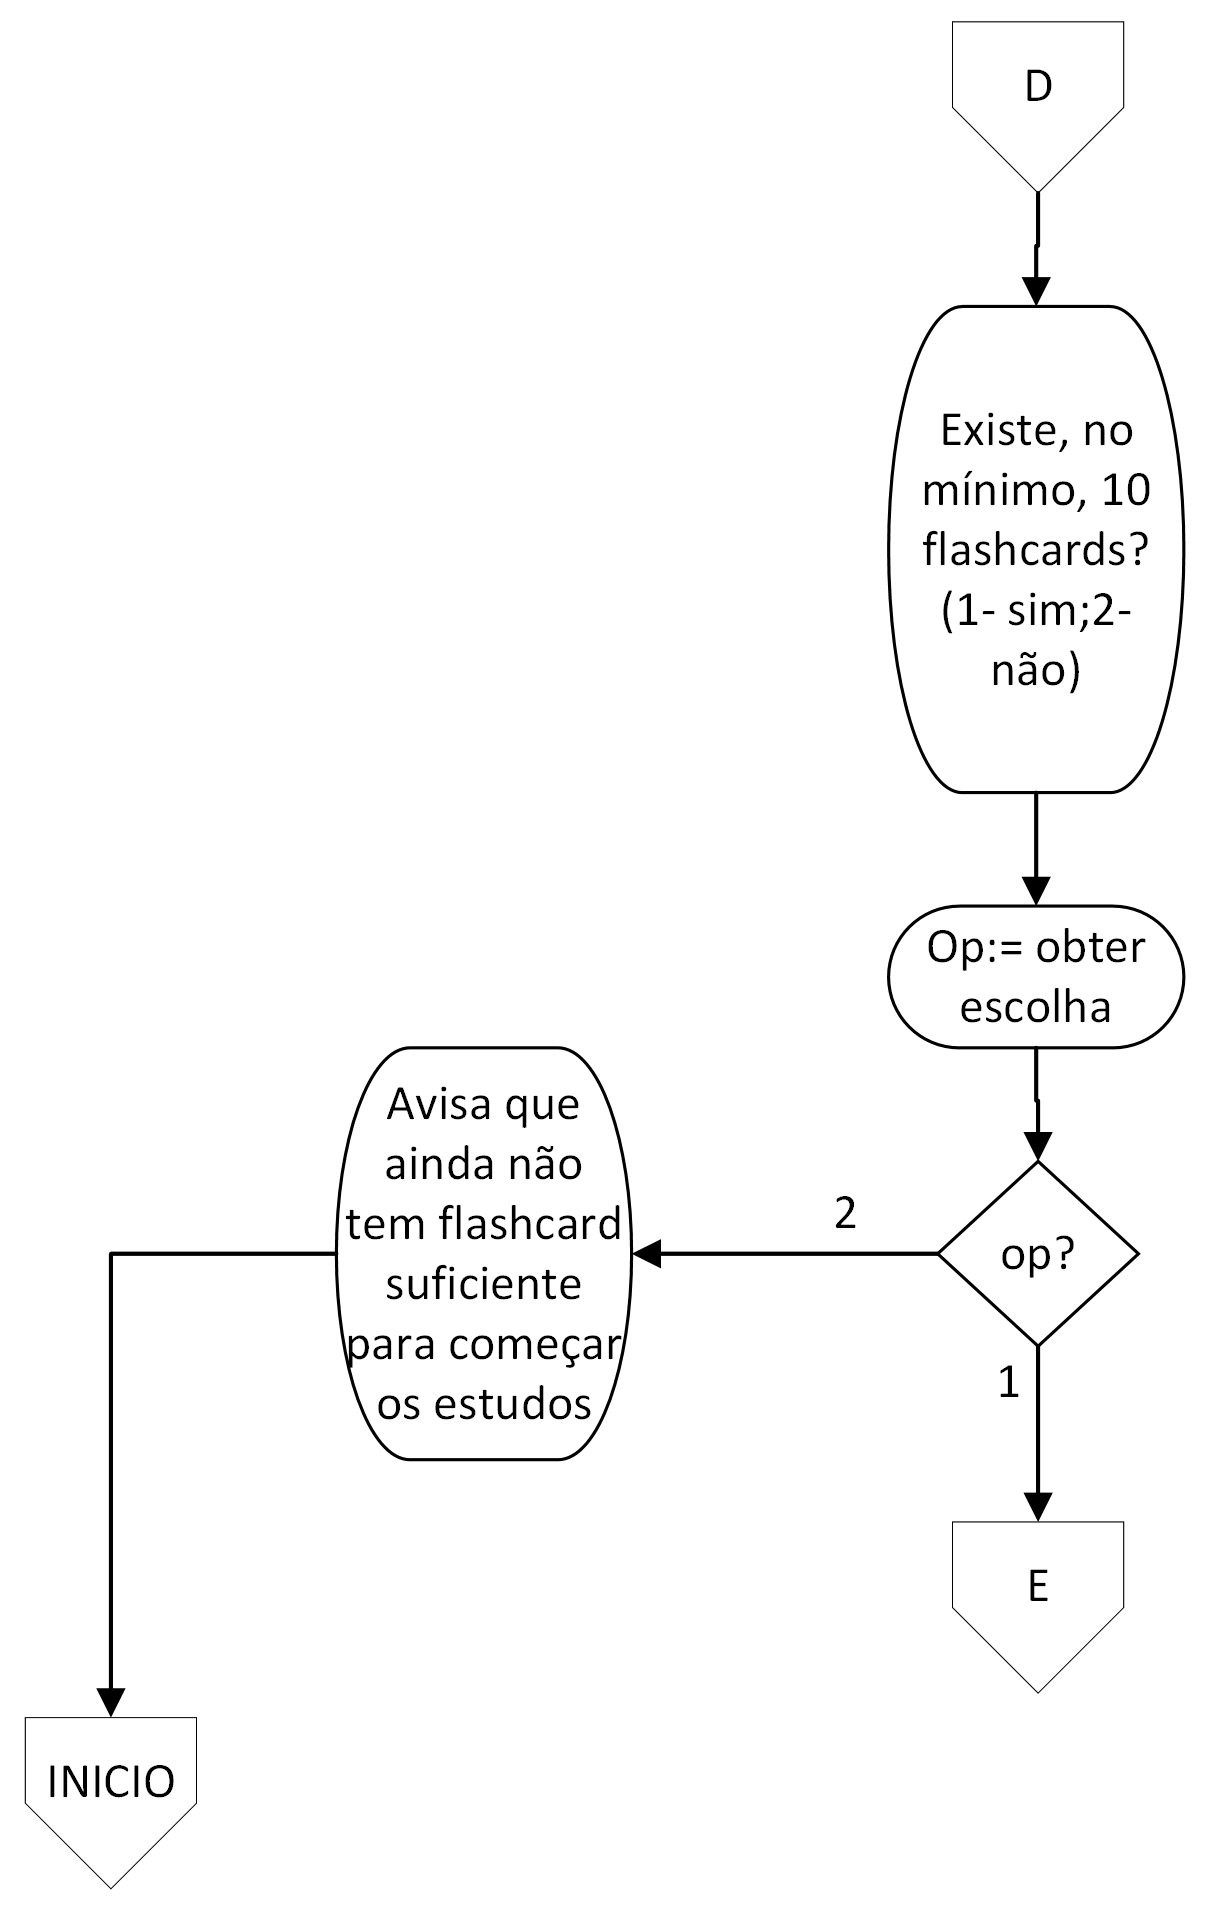 D
Existe, no
mínimo, 10
flashcards?
(1- sim;2-
não)
Op:= obter
escolha
op?
2
1
Avisa que
ainda não
tem flashcard
suficiente
para começar
os estudos
E
INICIO